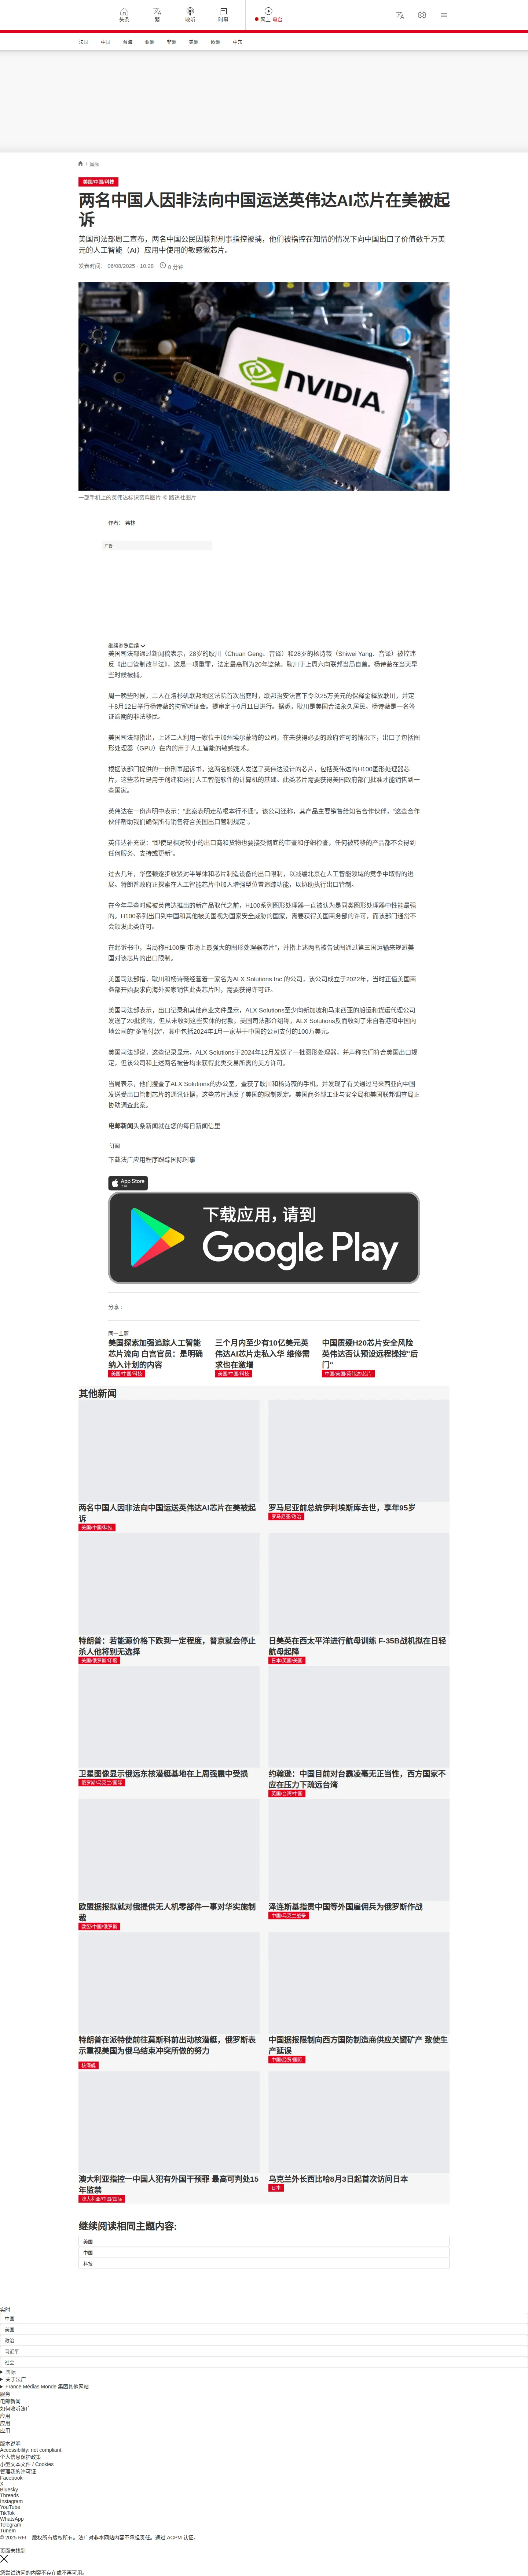 头条
繁
收听
时事
网上 电台
法国
中国
台海
亚洲
非洲
美洲
欧洲
中东
/ 国际
美国/中国/科技
两名中国人因非法向中国运送英伟达AI芯片在美被起
诉
美国司法部周二宣布，两名中国公民因联邦刑事指控被捕，他们被指控在知情的情况下向中国出口了价值数千万美
元的人工智能（AI）应用中使用的敏感微芯片。
发表时间： 06/08/2025 - 10:28
6 分钟
NVIDIA.
一部手机上的英伟达标识资料图片 © 路透社图片
作者： 弗林
广告
继续浏览后续
美国司法部通过新闻稿表示，28岁的耿川（Chuan Geng、音译）和28岁的杨诗薇（Shiwei Yang、音译）被控违
反《出口管制改革法》，这是一项重罪，法定最高刑为20年监禁。耿川于上周六向联邦当局自首。杨诗薇在当天早
些时候被捕。
周一晚些时候，二人在洛杉矶联邦地区法院首次出庭时，联邦治安法官下令以25万美元的保释金释放耿川，并定
于8月12日举行杨诗薇的拘留听证会。提审定于9月11日进行。据悉，耿川是美国合法永久居民，杨诗薇是一名签
证逾期的非法移民。
美国司法部指出，上述二人利用一家位于加州埃尔蒙特的公司，在未获得必要的政府许可的情况下，出口了包括图
形处理器（GPU）在内的用于人工智能的敏感技术。
根据该部门提供的一份刑事起诉书，这两名嫌疑人发送了英伟达设计的芯片，包括英伟达的H100图形处理器芯
片，这些芯片是用于创建和运行人工智能软件的计算机的基础。此类芯片需要获得美国政府部门批准才能销售到一
些国家。
英伟达在一份声明中表示："此案表明走私根本行不通"。该公司还称，其产品主要销售给知名合作伙伴，"这些合作
伙伴帮助我们确保所有销售符合美国出口管制规定"。
英伟达补充说："即使是相对较小的出口商和货物也要接受彻底的审查和仔细检查，任何被转移的产品都不会得到
任何服务、支持或更新"。
过去几年，华盛顿逐步收紧对半导体和芯片制造设备的出口限制，以减缓北京在人工智能领域的竞争中取得的进
展。特朗普政府正探索在人工智能芯片中加入增强型位置追踪功能，以协助执行出口管制。
在今年早些时候被英伟达推出的新产品取代之前，H100系列图形处理器一直被认为是同类图形处理器中性能最强
的。H100系列出口到中国和其他被美国视为国家安全威胁的国家，需要获得美国商务部的许可，而该部门通常不
会颁发此类许可。
在起诉书中，当局称H100是"市场上最强大的图形处理器芯片"，并指上述两名被告试图通过第三国运输来规避美
国对该芯片的出口限制。
美国司法部指，耿川和杨诗薇经营着一家名为ALX Solutions Inc.的公司，该公司成立于2022年，当时正值美国商
务部开始要求向海外买家销售此类芯片时，需要获得许可证。
美国司法部表示，出口记录和其他商业文件显示，ALX Solutions至少向新加坡和马来西亚的船运和货运代理公司
发送了20批货物，但从未收到这些实体的付款。美国司法部介绍称，ALX Solutions反而收到了来自香港和中国内
地公司的"多笔付款"，其中包括2024年1月一家基于中国的公司支付的100万美元。
美国司法部说，这些记录显示，ALX Solutions于2024年12月发送了一批图形处理器，并声称它们符合美国出口规
定，但该公司和上述两名被告均未获得此类交易所需的美方许可。
当局表示，他们搜查了ALX Solutions的办公室，查获了耿川和杨诗薇的手机，并发现了有关通过马来西亚向中国
发送受出口管制芯片的通讯证据，这些芯片违反了美国的限制规定。美国商务部工业与安全局和美国联邦调查局正
协助调查此案。
电邮新闻头条新闻就在您的每日新闻信里
订阅
下载法广应用程序跟踪国际时事
App Store
下载应用，请到
Google Play
分享 :
同一主题
美国探索加强追踪人工智能
芯片流向 白宫官员：是明确
纳入计划的内容
美国/中国/科技
三个月内至少有10亿美元英
伟达AI芯片走私入华 维修需
求也在激增
美国/中国/科技
中国质疑H20芯片安全风险
英伟达否认预设远程操控"后
门"
中国/美国/英伟达/芯片
其他新闻
两名中国人因非法向中国运送英伟达AI芯片在美被起
诉
美国/中国/科技
罗马尼亚前总统伊利埃斯库去世，享年95岁
罗马尼亚/政治
特朗普：若能源价格下跌到一定程度，普京就会停止
杀人他将别无选择
美国/俄罗斯/印度
日美英在西太平洋进行航母训练 F-35B战机拟在日轻
航母起降
日本/英国/美国
卫星图像显示俄远东核潜艇基地在上周强震中受损
俄罗斯/乌克兰/国际
约翰逊：中国目前对台霸凌毫无正当性，西方国家不
应在压力下疏远台湾
英国/台湾/中国
欧盟据报拟就对俄提供无人机零部件一事对华实施制
裁
欧盟/中国/俄罗斯
泽连斯基指责中国等外国雇佣兵为俄罗斯作战
中国/乌克兰战争
特朗普在派特使前往莫斯科前出动核潜艇，俄罗斯表
示重视美国为俄乌结束冲突所做的努力
核潜艇
中国据报限制向西方国防制造商供应关键矿产 致使生
产延误
中国/经贸/国际
澳大利亚指控一中国人犯有外国干预罪 最高可判处15
年监禁
澳大利亚/中国/国际
乌克兰外长西比哈8月3日起首次访问日本
日本
继续阅读相同主题内容:
美国
中国
科技
实时
中国
美国
政治
习近平
社会
国际
关于法广
France Médias Monde 集团其他网站
服务
电邮新闻
如何收听法广
应用
应用
应用
版本说明
Accessibility: not compliant
个人信息保护政策
小型文本文件 / Cookies
管理我的许可证
Facebook
X
Bluesky
Threads
Instagram
YouTube
TikTok
WhatsApp
Telegram
TuneIn
© 2025 RFI – 版权所有版权所有。法广对非本网站内容不承担责任。通过 ACPM 认证。
页面未找到
您尝试访问的内容不存在或不再可用。